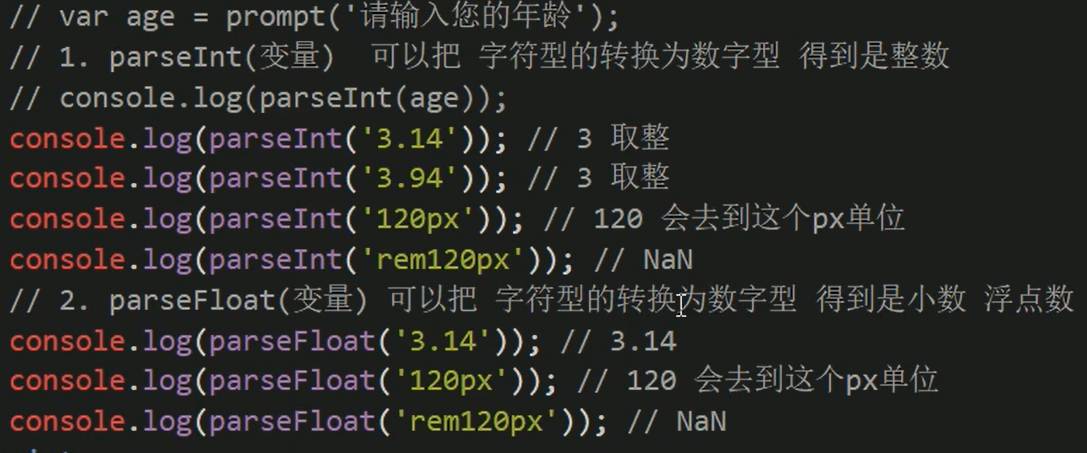 // var age = prompt('请输入您的年龄');
// 1. parseInt(变量)  可以把 字符型的转换为数字型 得到是整数
// console.log(parseInt(age));
console.log(parseInt('3.14')); // 3 取整
console.log(parseInt('3.94')); // 3 取整
console.log(parseInt('120px')); // 120 会去到这个px单位
console.log(parseInt('rem120px')); // NaN
// 2. parseFloat(变量) 可以把 字符型的转换为数字型 得到是小数 浮点数
console.log(parseFloat('3.14')); // 3.14
console.log(parseFloat('120px')); // 120 会去到这个px单位
console.log(parseFloat('rem120px')); // NaN